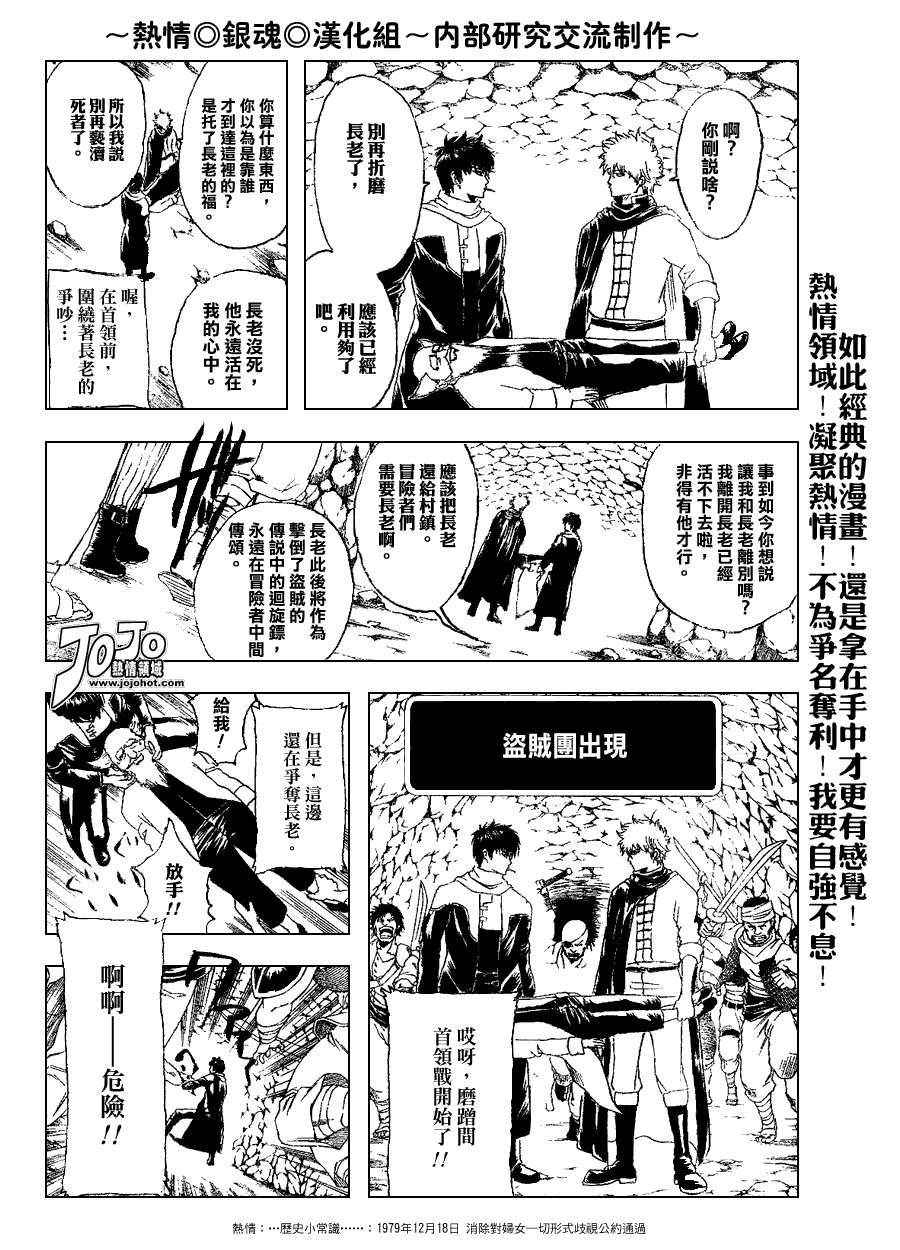 ～熱情◎銀魂◎漢化組～内部研究交流制作～
如此經典的漫畫！還是拿在手中才更有感覺！
熱情領域！凝聚熱情！不為爭名奪利！我要自強不息！
啊？
你剛說啥？
別再折磨
長老了，
應該已經
利用夠了
吧。
你算什麼東西，
你以為是靠誰
才到達這裡的？
是托了長老的福。
所以我說
別再褻瀆
死者了。
長老沒死，
他永遠活在
我的心中。
喔，
在首領前，
圍繞著長老的
爭吵…
事到如今你想說
讓我和長老離別嗎？
我離開長老已經
活不下去啦，
非得有他才行。
應該把長老
還給村鎮。
冒險者們
需要長老啊。
長老此後將作為
擊倒了盜賊的
傳説中的迴旋鏢，
永遠在冒險者中間
傳頌。
JOJO
熱情領域
www.jojohot.com
盜賊團出現
哎呀，磨蹭間
首領戰開始了!!
但是，這邊
還在爭奪長老。
給我！
放手!!
啊啊——危險!!
熱情：…歷史小常識……：1979年12月18日 消除對婦女一切形式歧視公約通過